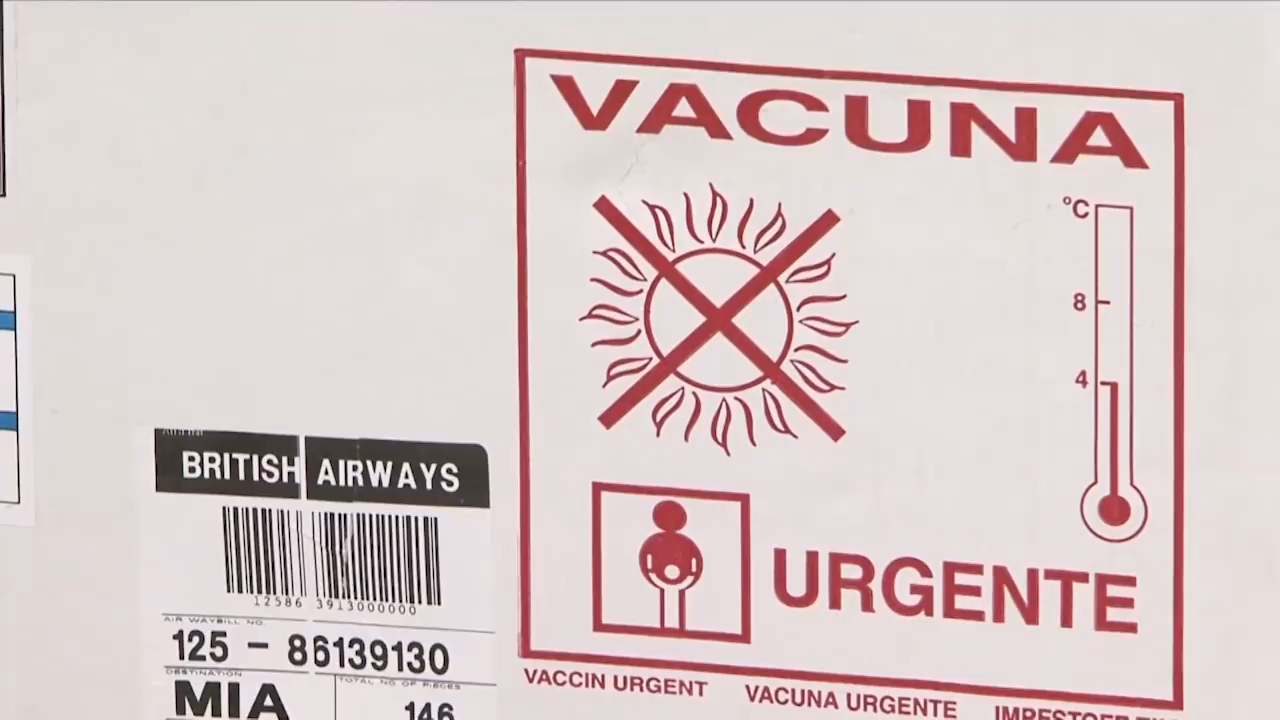 VACUNA
°C
8
4
URGENTE
VACCIN URGENT
VACUNA URGENTE
BRITISH AIRWAYS
12586 3913000000
AIR WAYBILL NO.
125 - 86139130
DESTINATION
MIA
TOTAL NO. OF PIECES
146